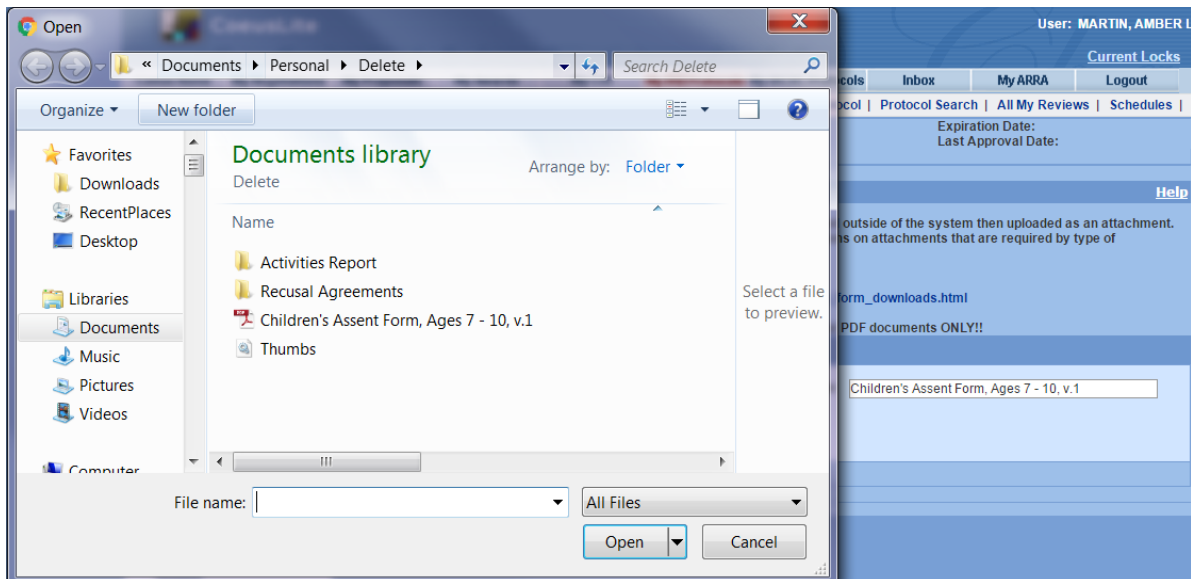 Open
CoeusLite
X
User: MARTIN, AMBER L
« Documents Personal Delete
Search Delete
Current Locks
cols Inbox My ARRA Logout
Organize New folder
ocol | Protocol Search | All My Reviews | Schedules |
Expiration Date:
Last Approval Date:
Favorites
Downloads
RecentPlaces
Desktop
Libraries
Documents
Music
Pictures
Videos
Computer
Documents library
Delete
Arrange by: Folder
Name
Activities Report
Recusal Agreements
Children's Assent Form, Ages 7 - 10, v.1
Thumbs
Select a file
to preview.
Help
outside of the system then uploaded as an attachment.
ns on attachments that are required by type of
form_downloads.html
PDF documents ONLY!!
Children's Assent Form, Ages 7 - 10, v.1
File name: All Files
Open Cancel